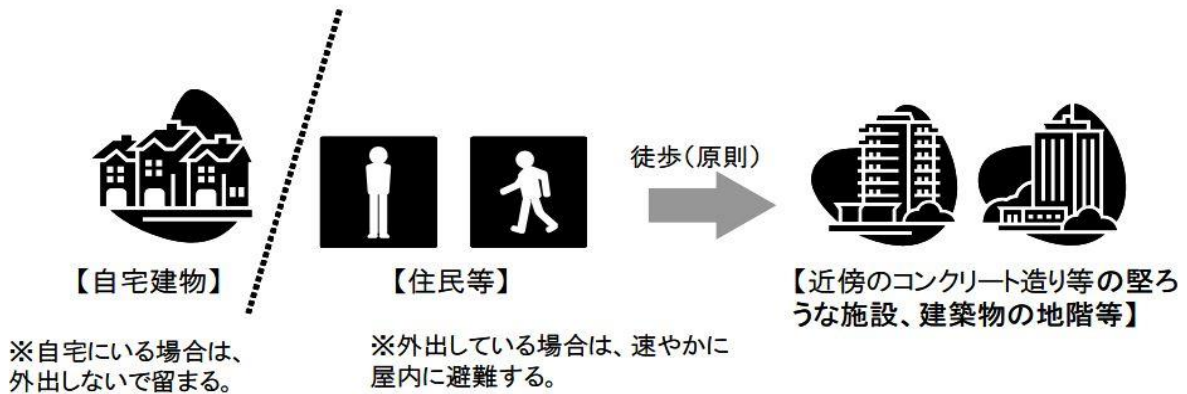 徒歩(原則)
【自宅建物】
【住民等】
【近傍のコンクリート造り等の堅ろ
うな施設、建築物の地階等】
※自宅にいる場合は、
外出しないで留まる。
※外出している場合は、速やかに
屋内に避難する。